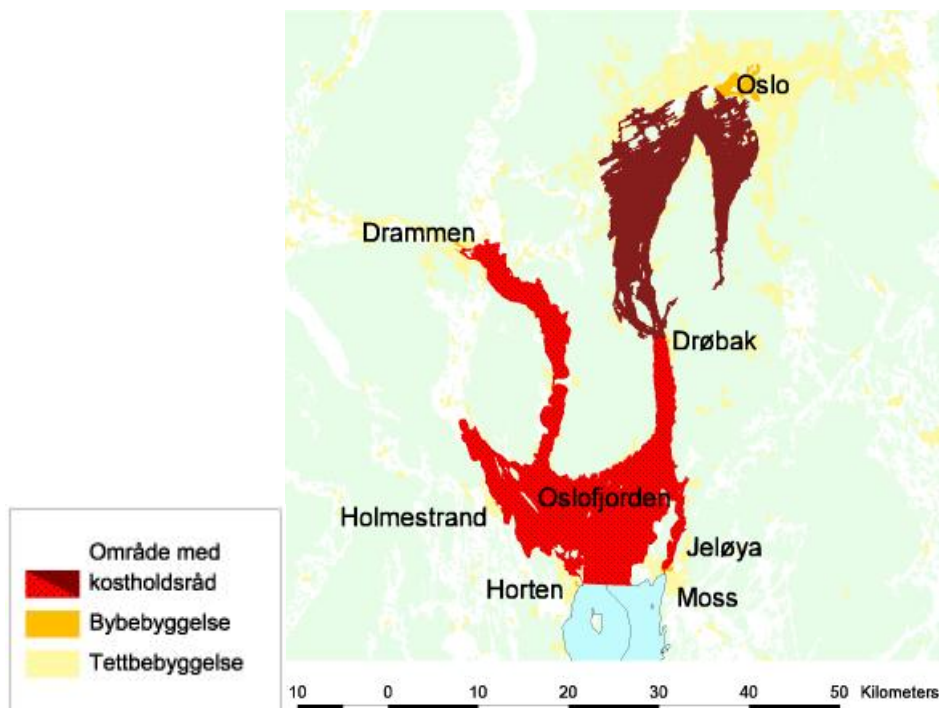 Oslo
Drammen
Drøbak
Oslofjorden
Holmestrand
Jeløya
Horten
Moss
Område med
kostholdsråd
Bybebyggelse
Tettbebyggelse
10 0 10 20 30 40 50 Kilometers